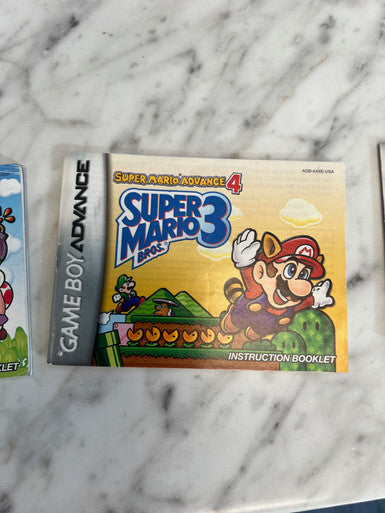 AGB-AX4E-USA
SUPER MARIO ADVANCE 4
SUPER
MARIO 3
BROS.
GAME BOY ADVANCE
INSTRUCTION BOOKLET